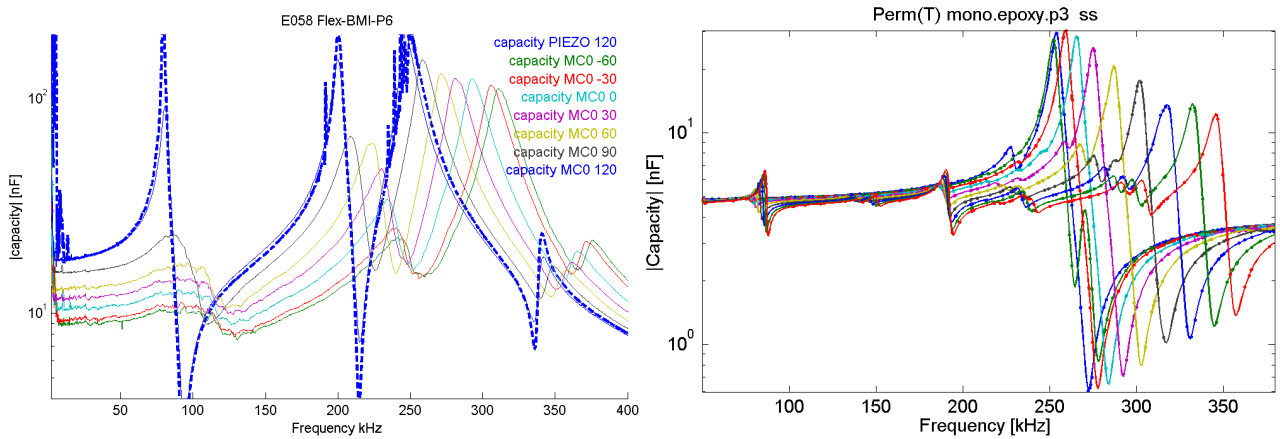 E058 Flex-BMI-P6
capacity PIEZO 120
capacity MC0 -60
capacity MC0 -30
capacity MC0 0
capacity MC0 30
capacity MC0 60
capacity MC0 90
capacity MC0 120
10²
10¹
|capacity| [nF]
50 100 150 200 250 300 350 400
Frequency kHz
Perm(T) mono.epoxy.p3 ss
10¹
10⁰
|Capacity| [nF]
100 150 200 250 300 350
Frequency [kHz]